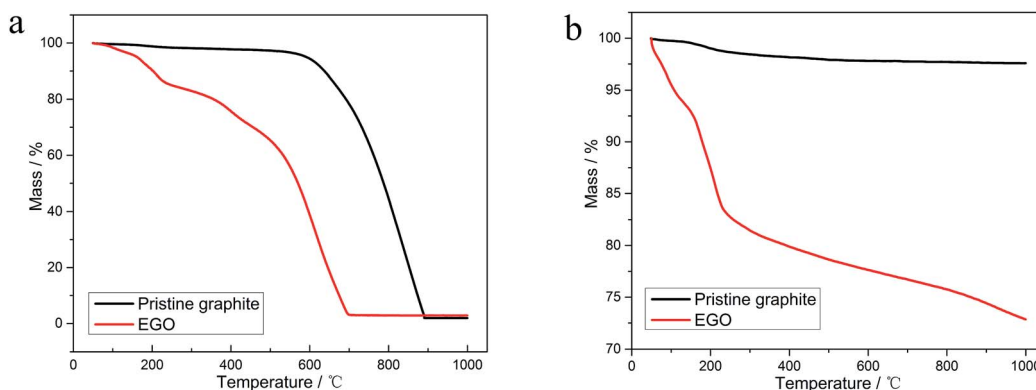 a
Mass / %
100
80
60
40
20
0
Pristine graphite
EGO
0 200 400 600 800 1000
Temperature / ℃
b
Mass / %
100
95
90
85
80
75
70
Pristine graphite
EGO
0 200 400 600 800 1000
Temperature / ℃